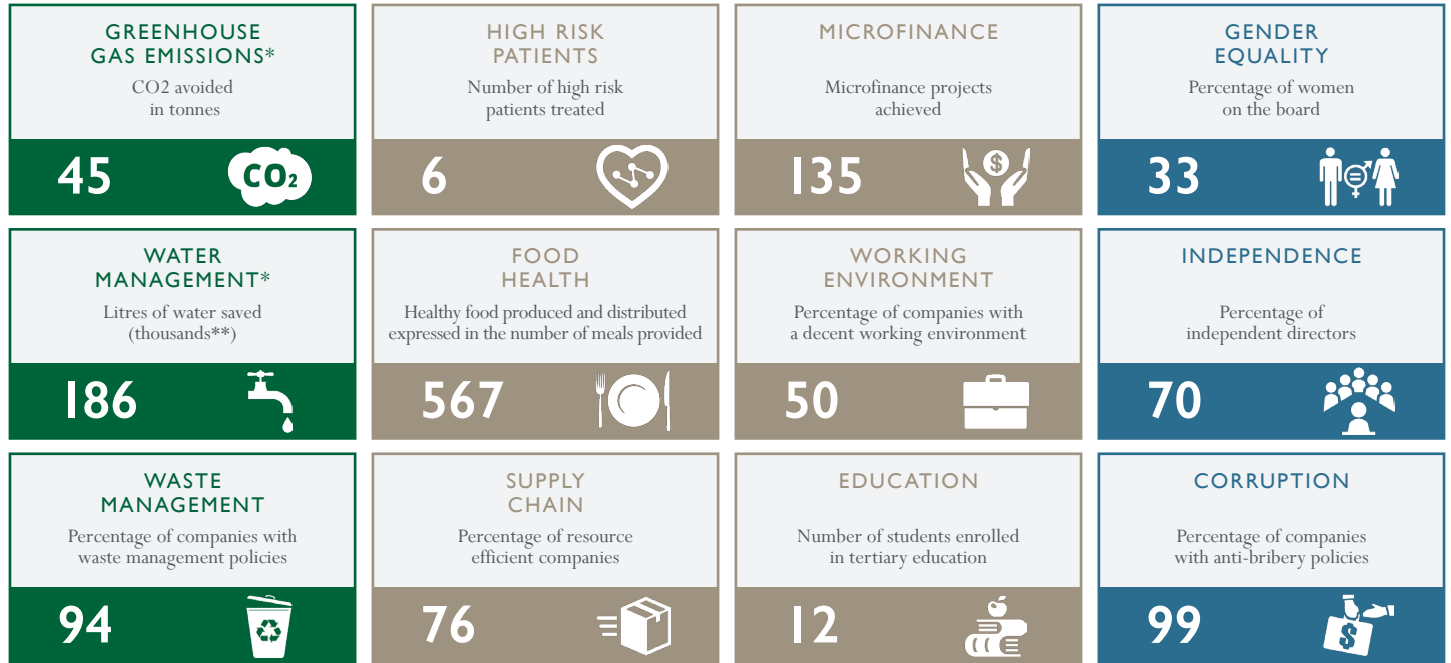 GREENHOUSE
GAS EMISSIONS*
CO2 avoided
in tonnes
45
CO2
HIGH RISK
PATIENTS
Number of high risk
patients treated
6
MICROFINANCE
Microfinance projects
achieved
135
$
GENDER
EQUALITY
Percentage of women
on the board
33
WATER
MANAGEMENT*
Litres of water saved
(thousands**)
186
FOOD
HEALTH
Healthy food produced and distributed
expressed in the number of meals provided
567
WORKING
ENVIRONMENT
Percentage of companies with
a decent working environment
50
INDEPENDENCE
Percentage of
independent directors
70
WASTE
MANAGEMENT
Percentage of companies with
waste management policies
94
SUPPLY
CHAIN
Percentage of resource
efficient companies
76
EDUCATION
Number of students enrolled
in tertiary education
12
CORRUPTION
Percentage of companies
with anti-bribery policies
99
$